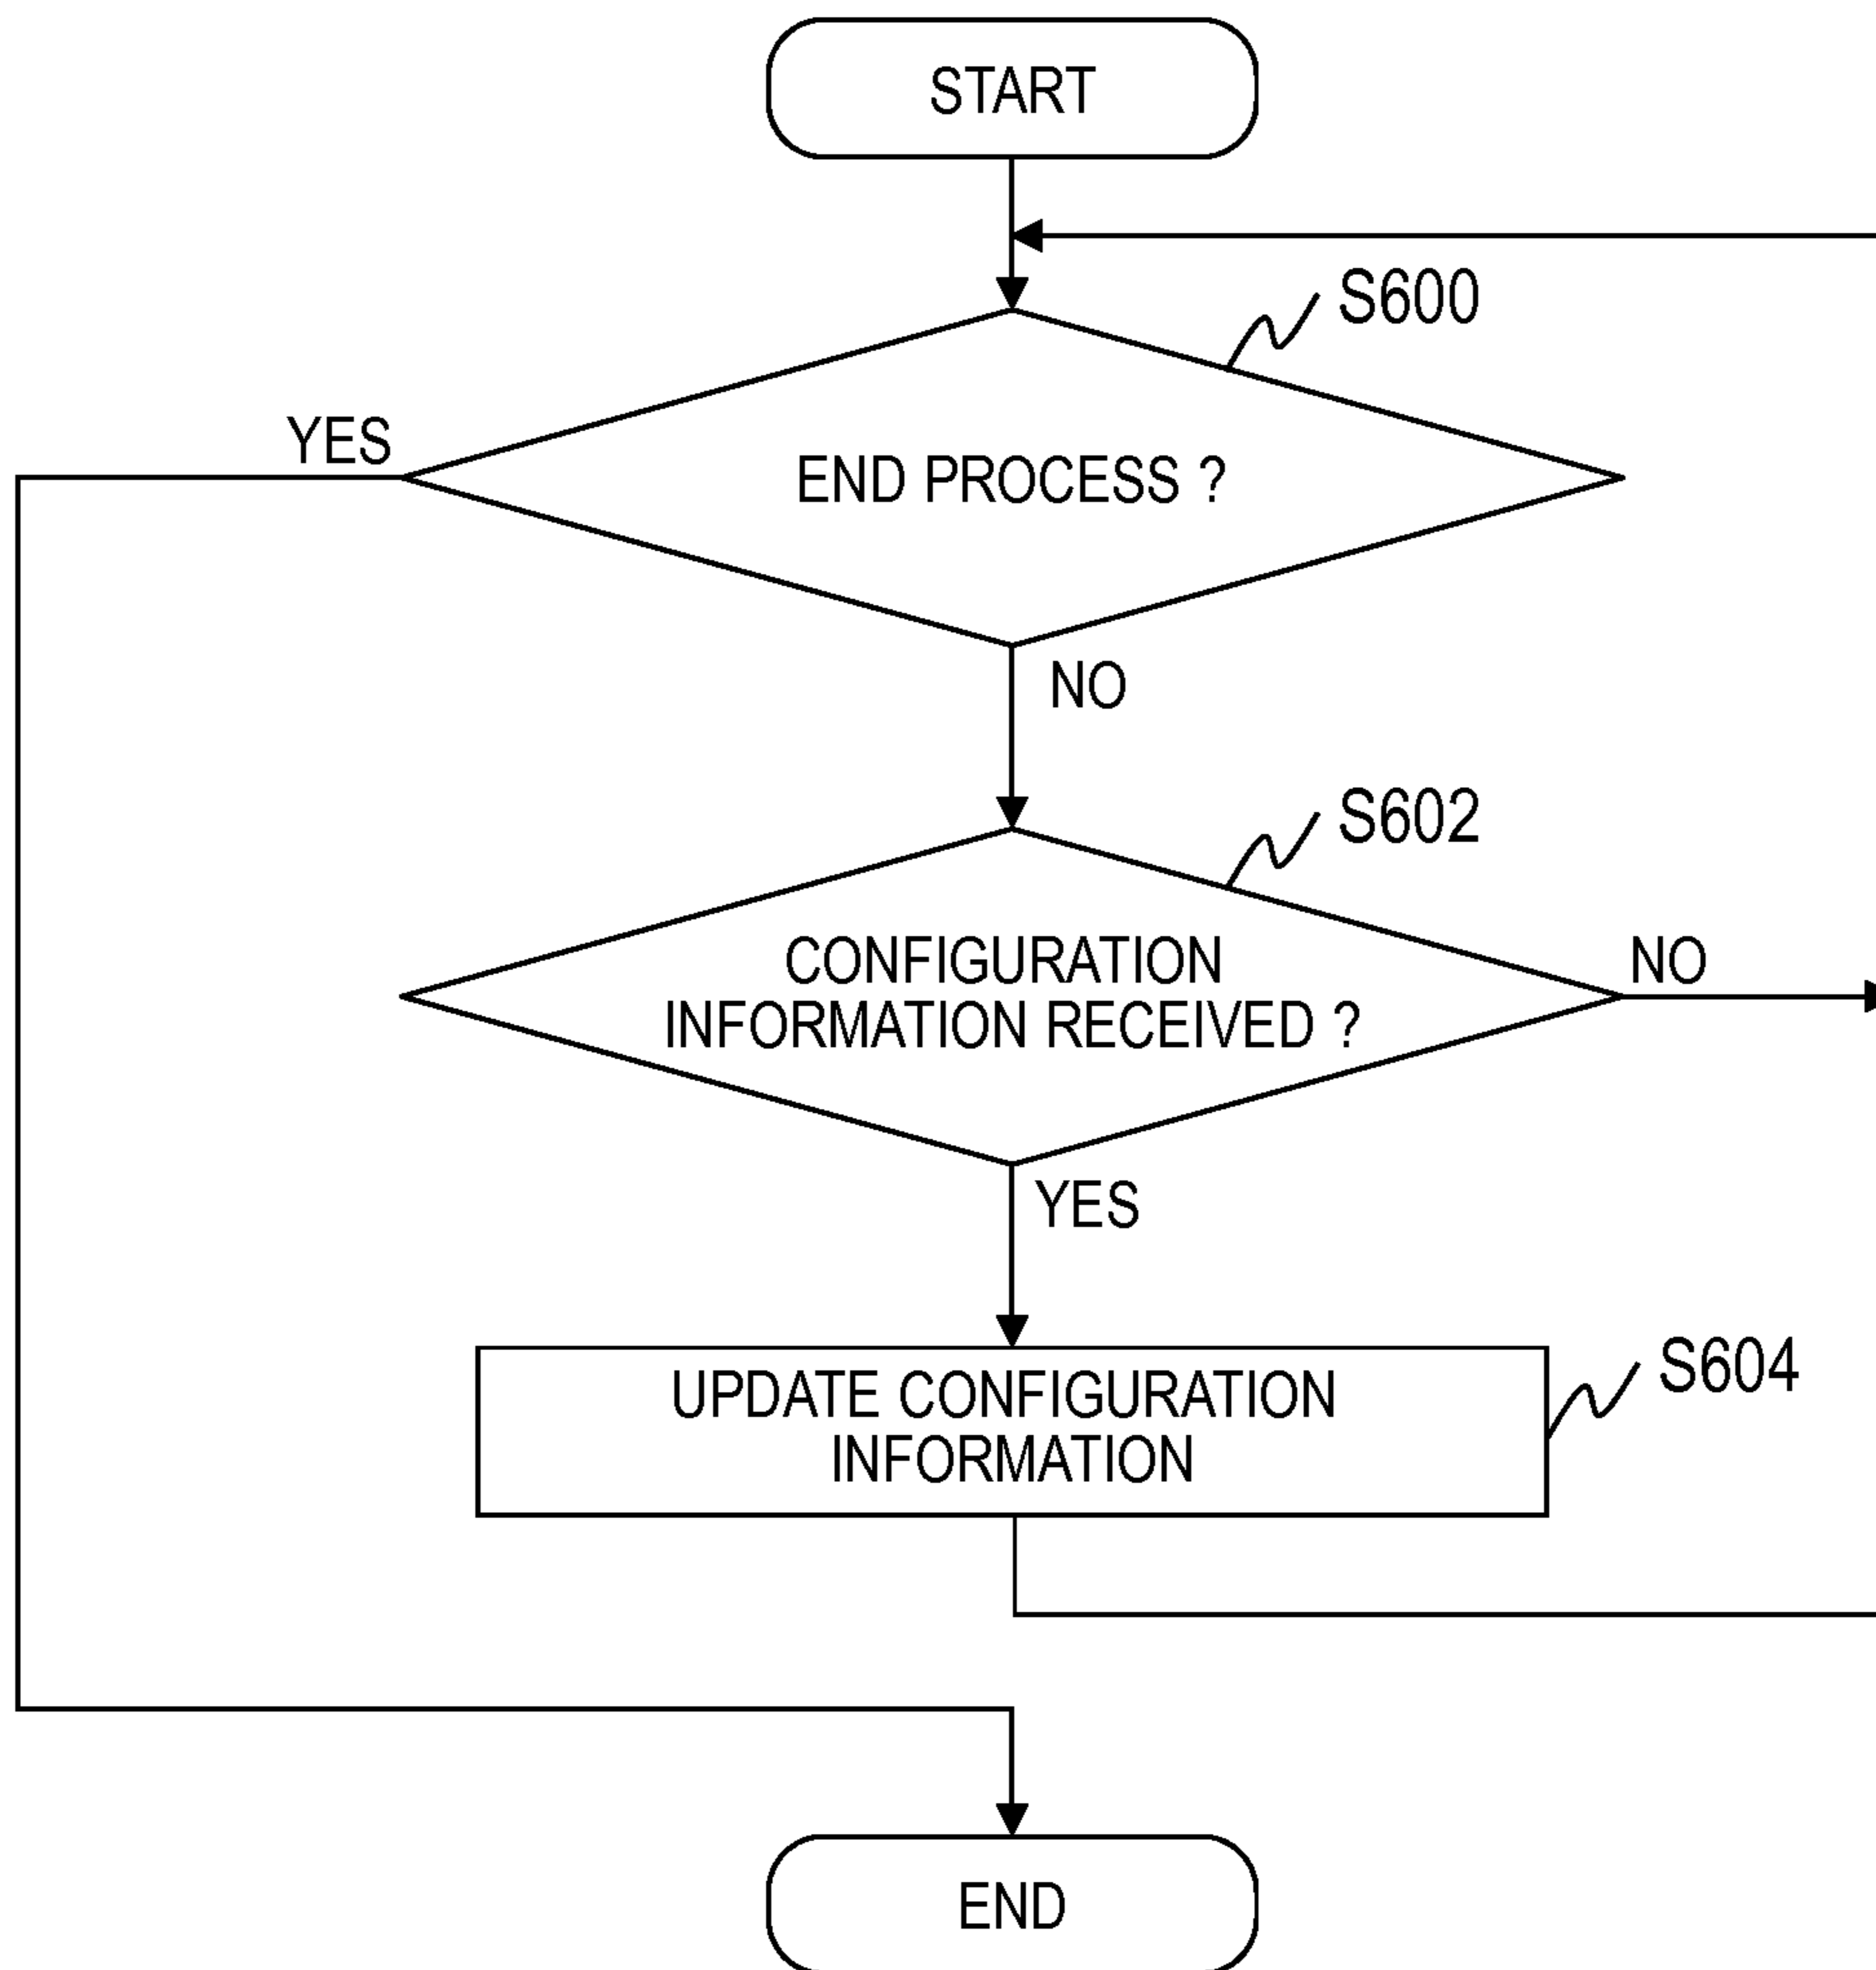 START
S600
YES
END PROCESS ?
NO
S602
CONFIGURATION
INFORMATION RECEIVED ?
NO
YES
S604
UPDATE CONFIGURATION
INFORMATION
END